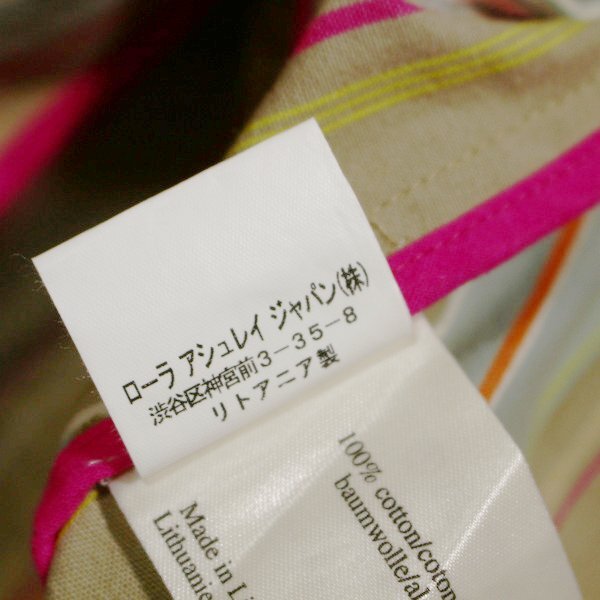 ローラ アシュレイ ジャパン(株)
渋谷区神宮前3-35-8
リトアニア製
100% cotton/coton
baumwolle/al
Made in Li
Lithuanie